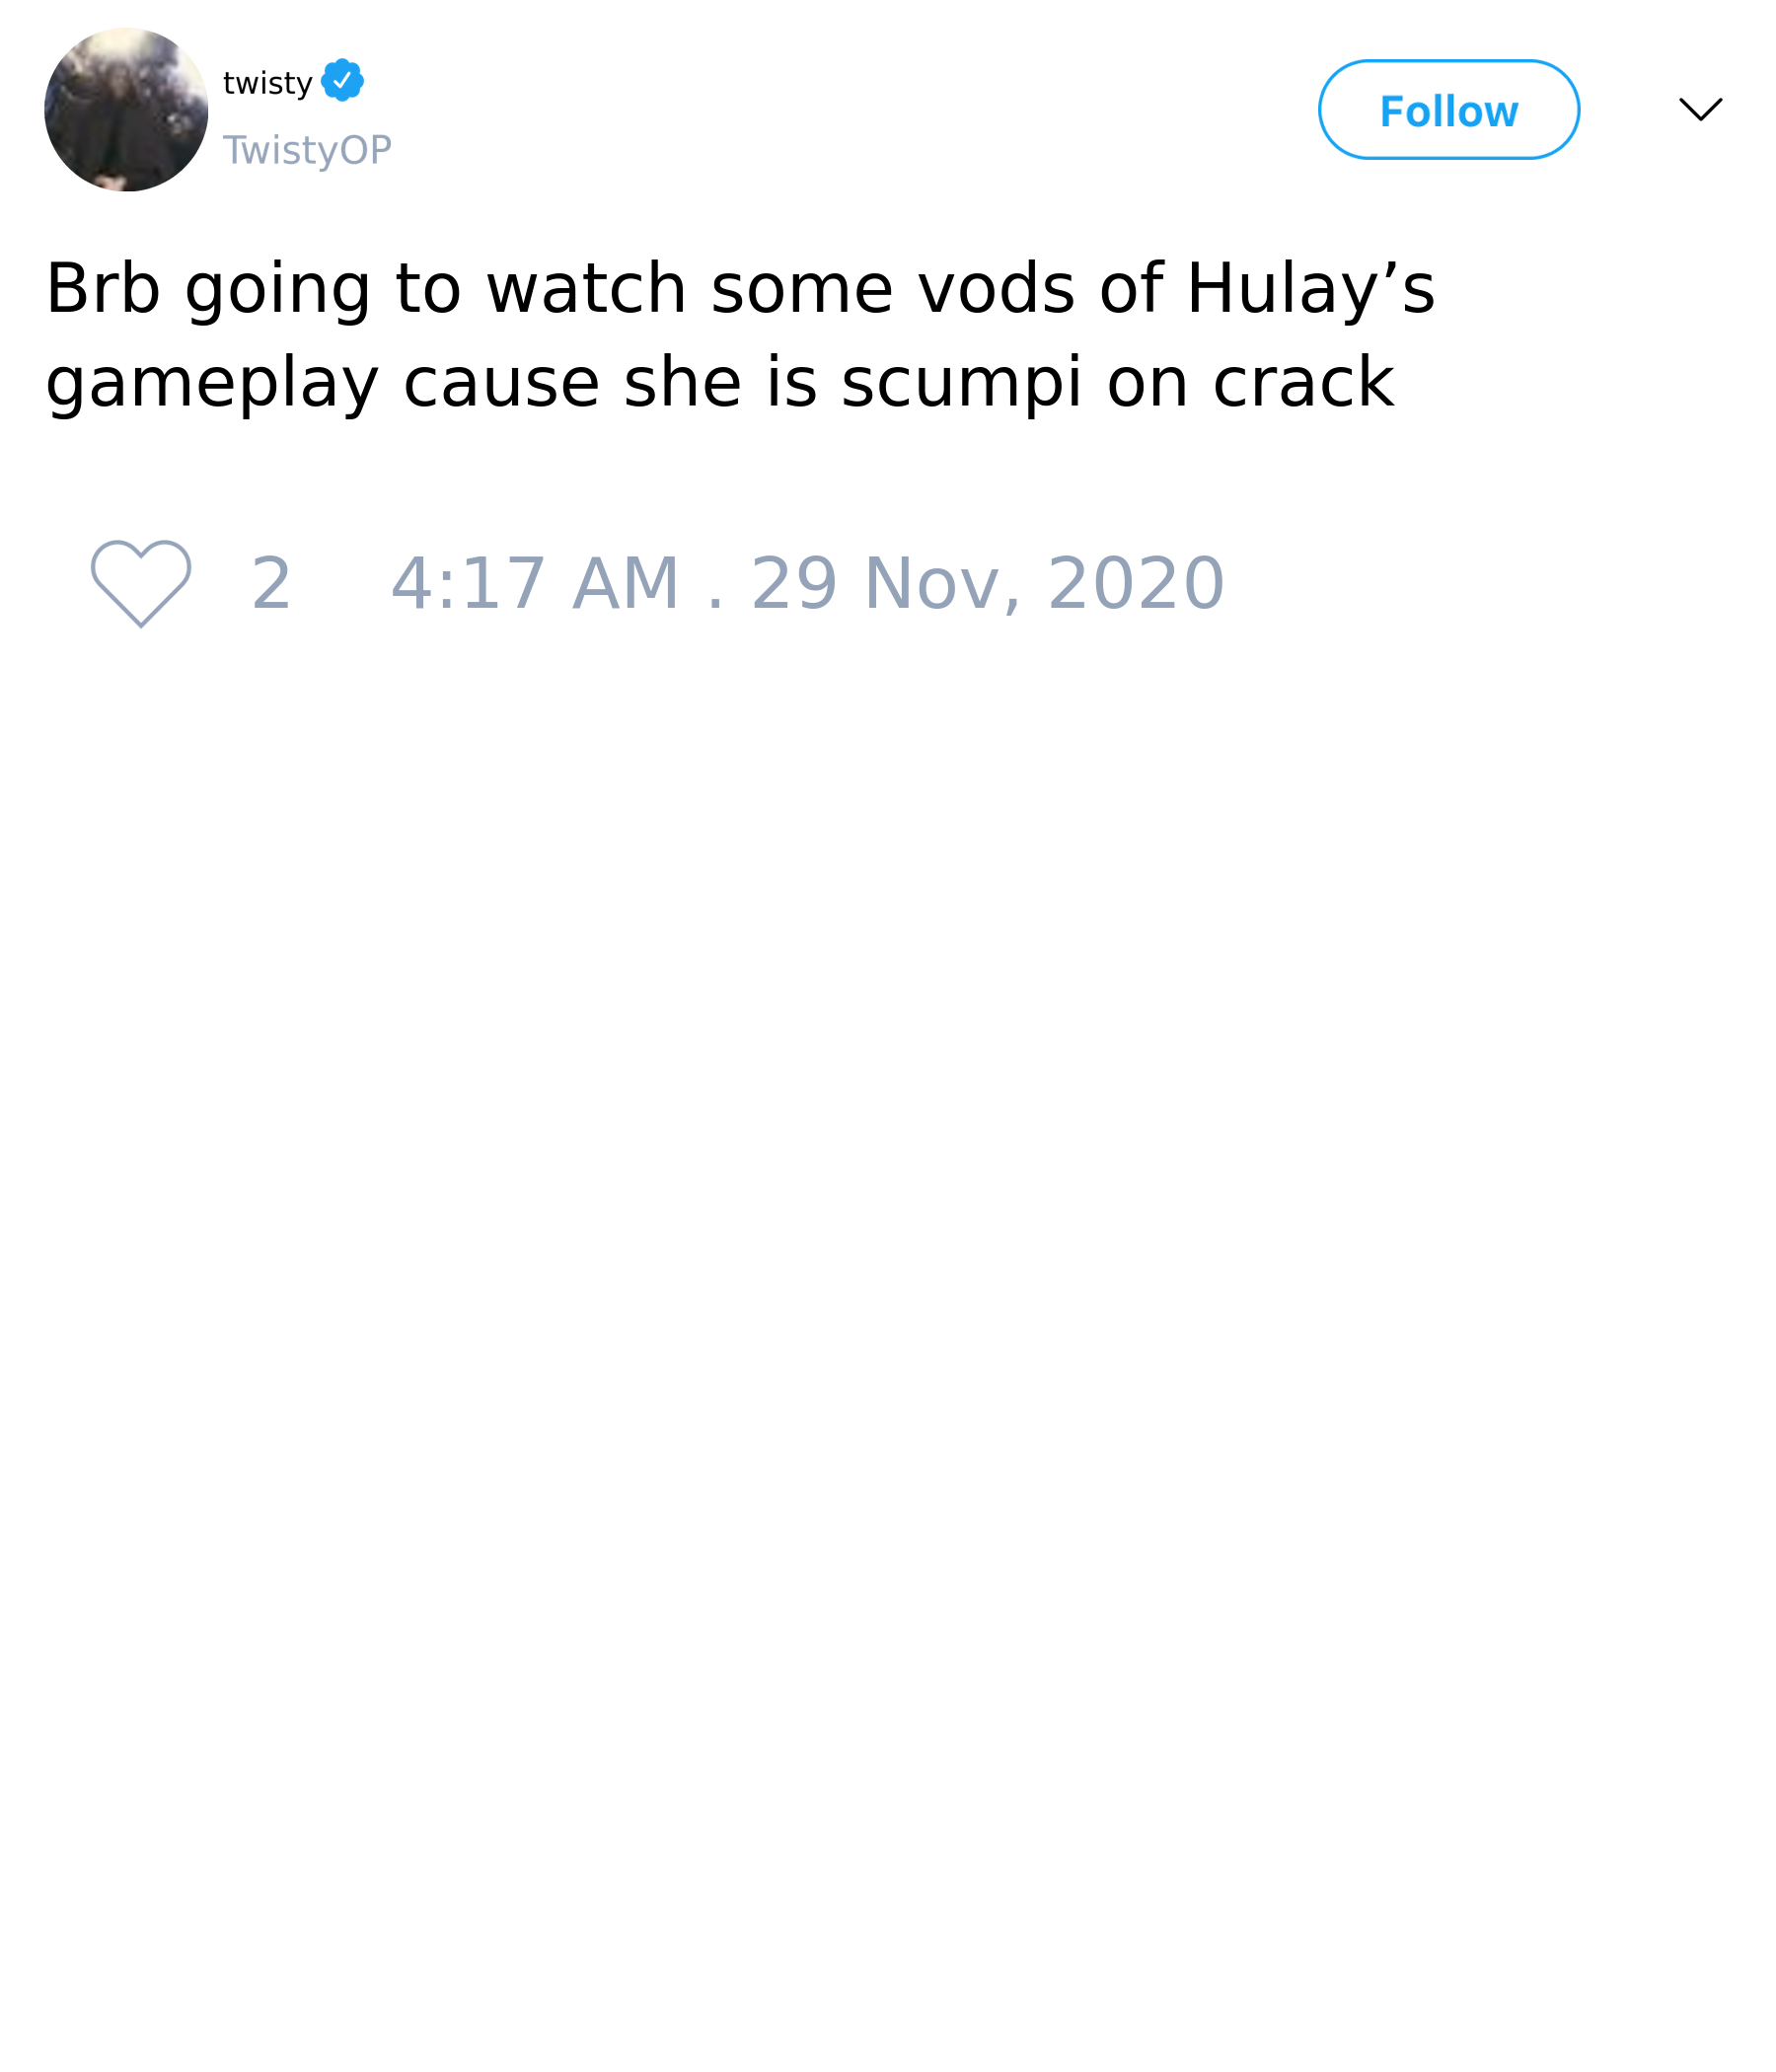 twisty
Follow
TwistyOP
Brb going to watch some vods of Hulay’s
gameplay cause she is scumpi on crack
2 4:17 AM . 29 Nov, 2020